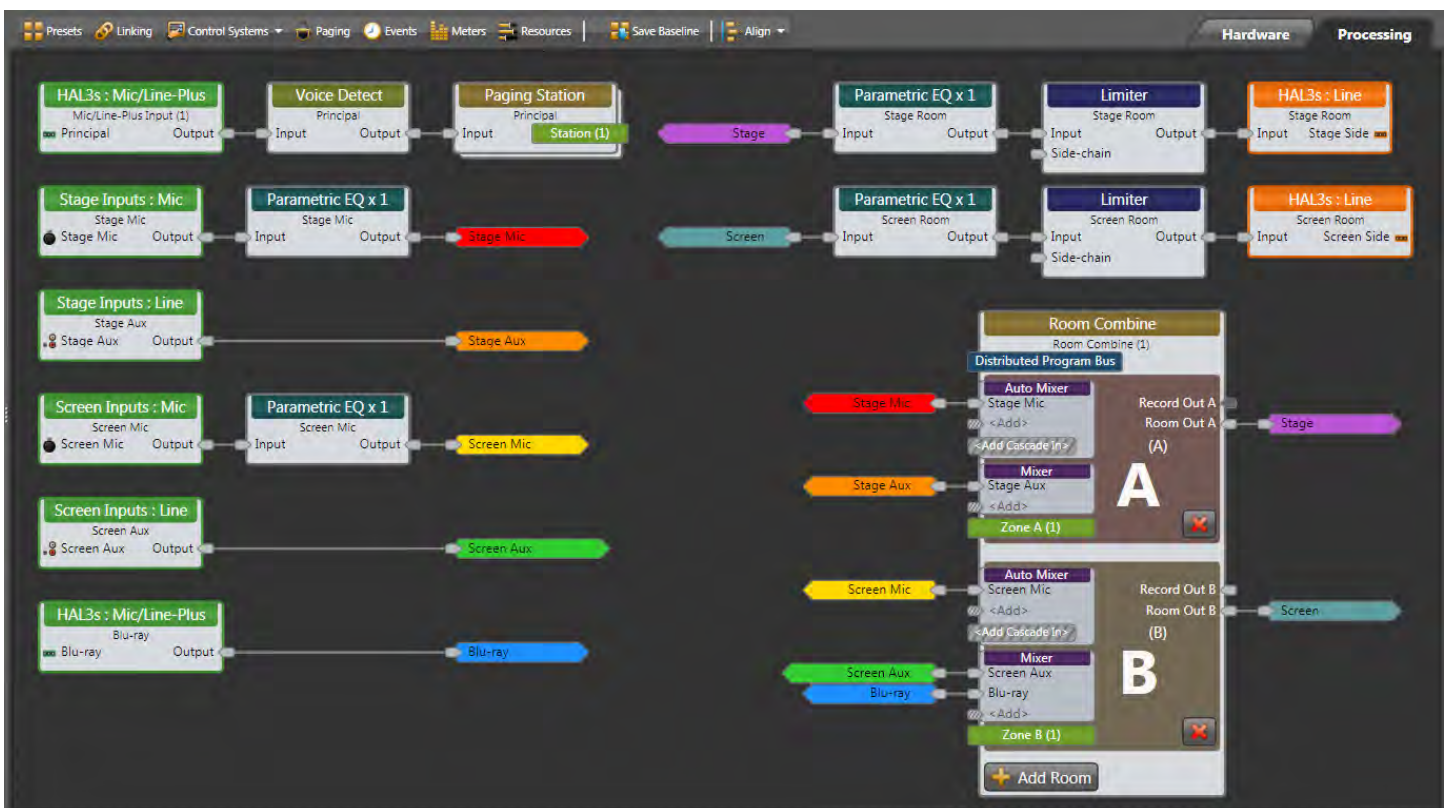 Presets Linking Control Systems Paging Events Meters Resources Save Baseline Align Hardware Processing
HAL3s : Mic/Line-Plus
Mic/Line-Plus Input (1)
Principal Output
Voice Detect
Principal
Input Output
Paging Station
Principal
Input Station (1)
Stage
Parametric EQ x 1
Stage Room
Input Output
Limiter
Stage Room
Input Output
Side-chain
HAL3s : Line
Stage Room
Input Stage Side
Stage Inputs : Mic
Stage Mic
Stage Mic Output
Parametric EQ x 1
Stage Mic
Input Output
Stage Mic
Screen
Parametric EQ x 1
Screen Room
Input Output
Limiter
Screen Room
Input Output
Side-chain
HAL3s : Line
Screen Room
Input Screen Side
Stage Inputs : Line
Stage Aux
Stage Aux Output
Stage Aux
Screen Inputs : Mic
Screen Mic
Screen Mic Output
Parametric EQ x 1
Screen Mic
Input Output
Screen Mic
Screen Inputs : Line
Screen Aux
Screen Aux Output
Screen Aux
HAL3s : Mic/Line-Plus
Blu-ray
Blu-ray Output
Blu-ray
Room Combine
Room Combine (1)
Distributed Program Bus
Auto Mixer
Stage Mic Stage Mic Record Out A
<Add> Room Out A Stage
<Add Cascade In> (A)
Mixer
A
Stage Aux Stage Aux
<Add>
Zone A (1)
Auto Mixer
Screen Mic Screen Mic Record Out B
<Add> Room Out B Screen
<Add Cascade In> (B)
Mixer
B
Screen Aux Screen Aux
Blu-ray Blu-ray
<Add>
Zone B (1)
Add Room